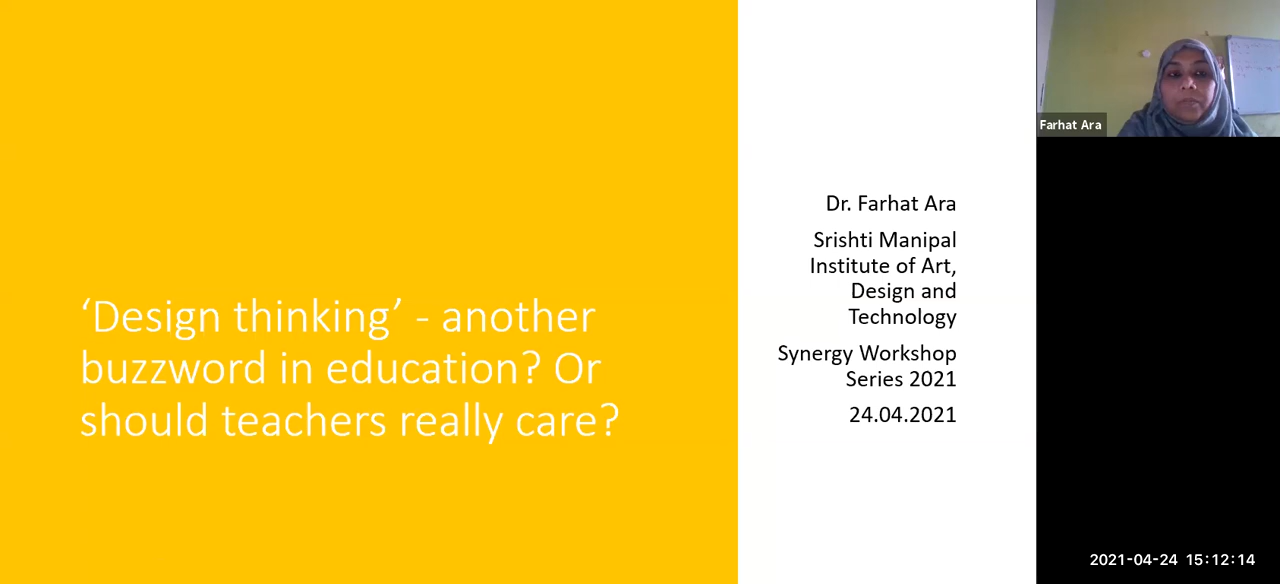 ‘Design thinking’ - another
buzzword in education? Or
should teachers really care?
Dr. Farhat Ara
Srishti Manipal
Institute of Art,
Design and
Technology
Synergy Workshop
Series 2021
24.04.2021
Farhat Ara
2021-04-24 15:12:14